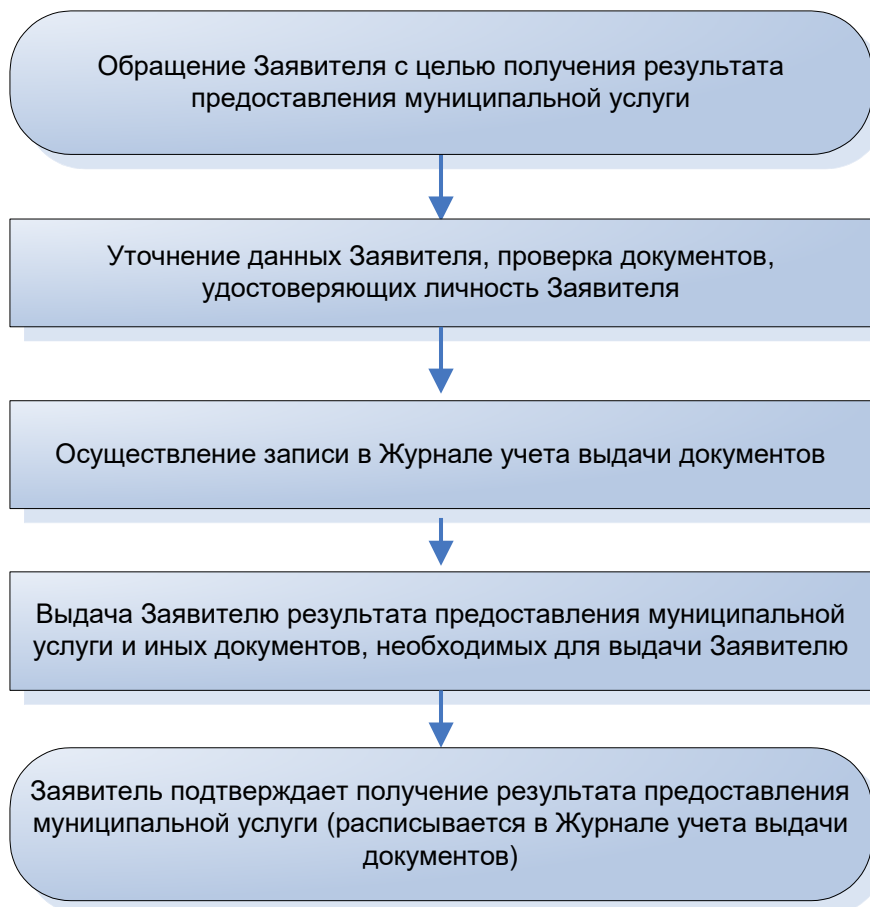 Обращение Заявителя с целью получения результата
предоставления муниципальной услуги
Уточнение данных Заявителя, проверка документов,
удостоверяющих личность Заявителя
Осуществление записи в Журнале учета выдачи документов
Выдача Заявителю результата предоставления муниципальной
услуги и иных документов, необходимых для выдачи Заявителю
Заявитель подтверждает получение результата предоставления
муниципальной услуги (расписывается в Журнале учета выдачи
документов)